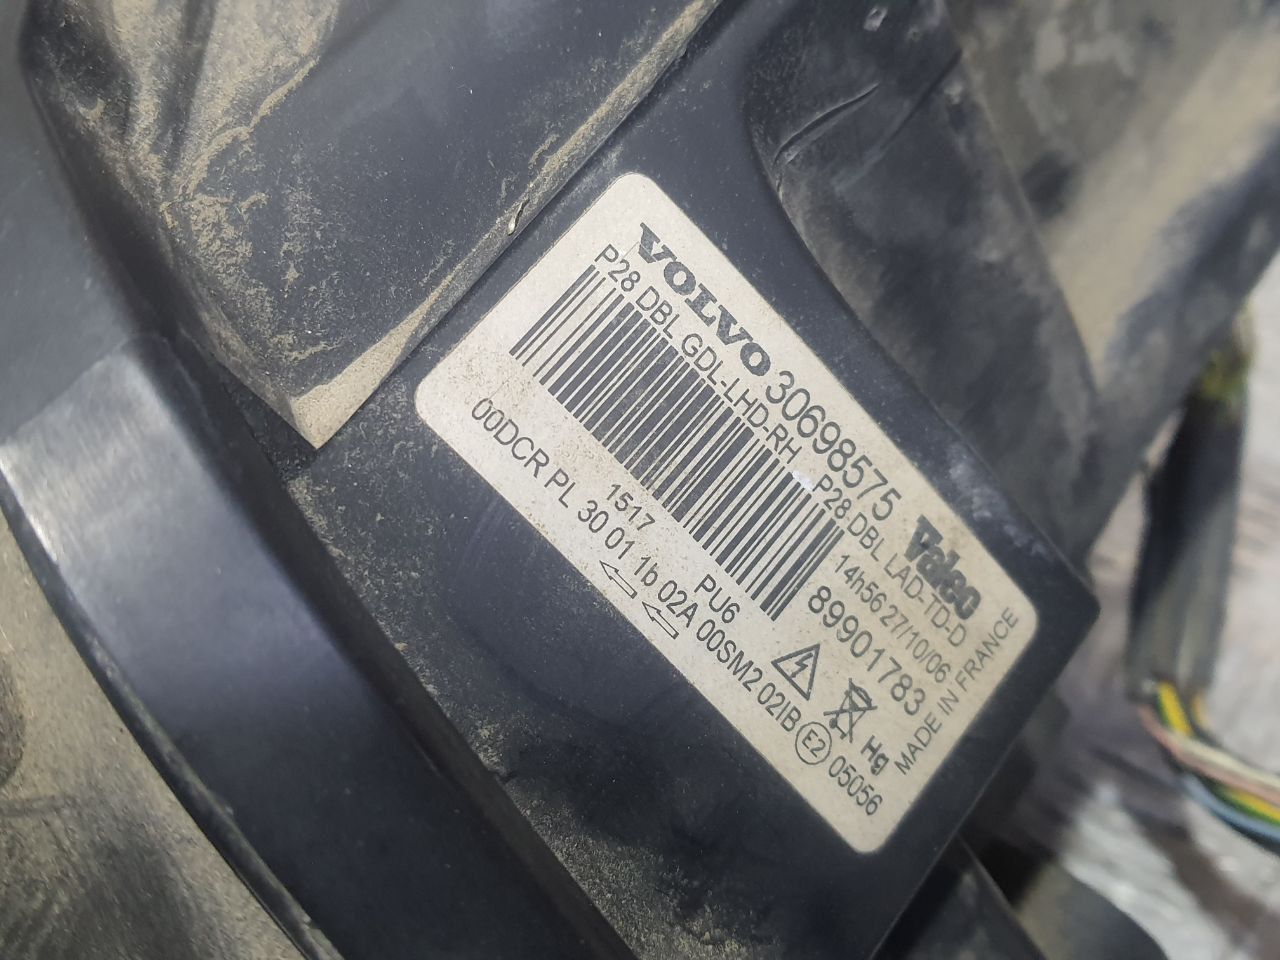 VOLVO 30698575 Valeo
P28 DBL GDL-LHD-RH P28 DBL LAD-TD-D
14h56 27/10/06
89901783
MADE IN FRANCE
1517 PU6
Hg
00DCR PL 30 01 1b 02A 00SM2 02IB E2 05056